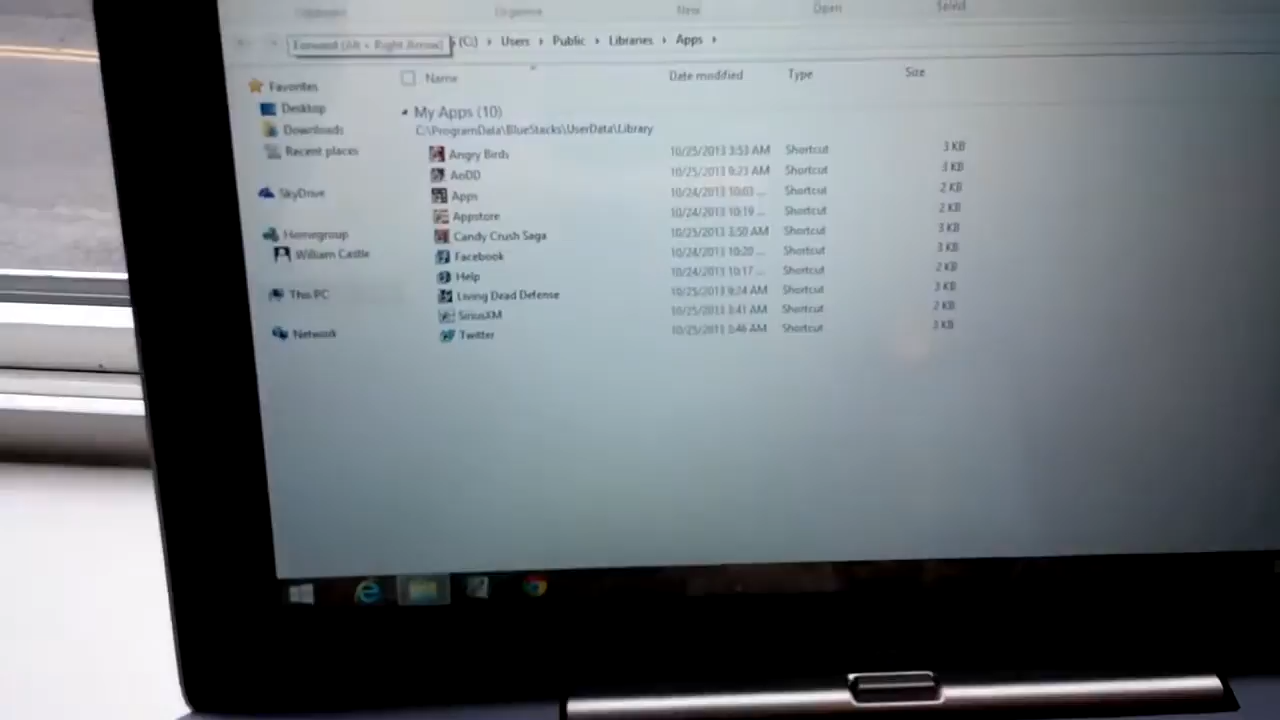 Clipboard Organize New Open Select
Forward (Alt + Right Arrow) (C:) Users Public Libraries Apps
Name Date modified Type Size
Favorites
Desktop
Downloads
Recent places
SkyDrive
Homegroup
William Castle
This PC
Network
My Apps (10)
C:\ProgramData\BlueStacks\UserData\Library
Angry Birds 10/25/2013 3:53 AM Shortcut 3 KB
AoDD 10/25/2013 9:23 AM Shortcut 3 KB
Apps 10/24/2013 10:03 ... Shortcut 2 KB
Appstore 10/24/2013 10:19 ... Shortcut 2 KB
Candy Crush Saga 10/25/2013 3:50 AM Shortcut 3 KB
Facebook 10/24/2013 10:20 ... Shortcut 3 KB
Help 10/24/2013 10:17 ... Shortcut 2 KB
Living Dead Defense 10/25/2013 9:24 AM Shortcut 3 KB
SiriusXM 10/25/2013 3:41 AM Shortcut 2 KB
Twitter 10/25/2013 3:46 AM Shortcut 3 KB